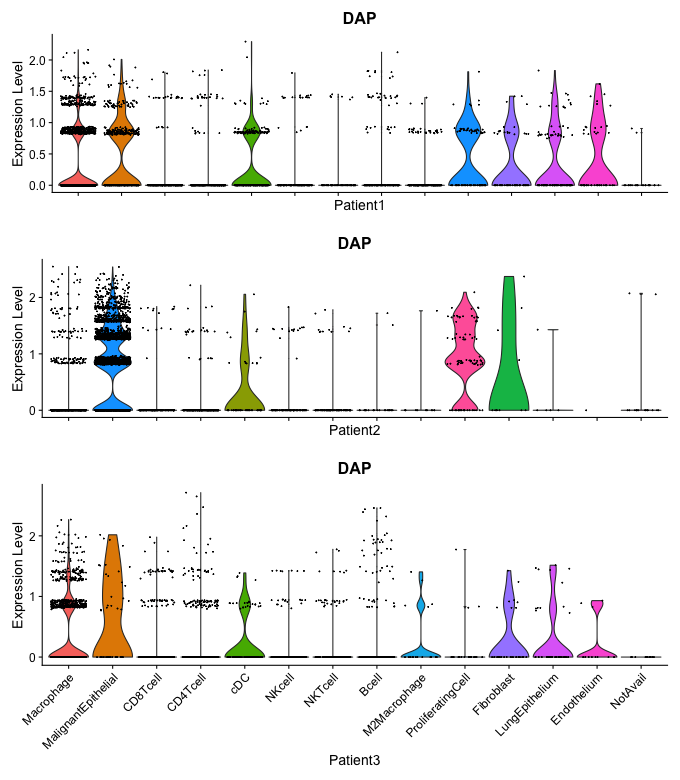 DAP
Expression Level
2.0
1.5
1.0
0.5
0.0
Patient1
DAP
Expression Level
2
1
0
Patient2
DAP
Expression Level
2
1
0
Macrophage
MalignantEpithelial
CD8Tcell
CD4Tcell
cDC
NKcell
NKTcell
Bcell
M2Macrophage
ProliferatingCell
Fibroblast
LungEpithelium
Endothelium
NotAvail
Patient3